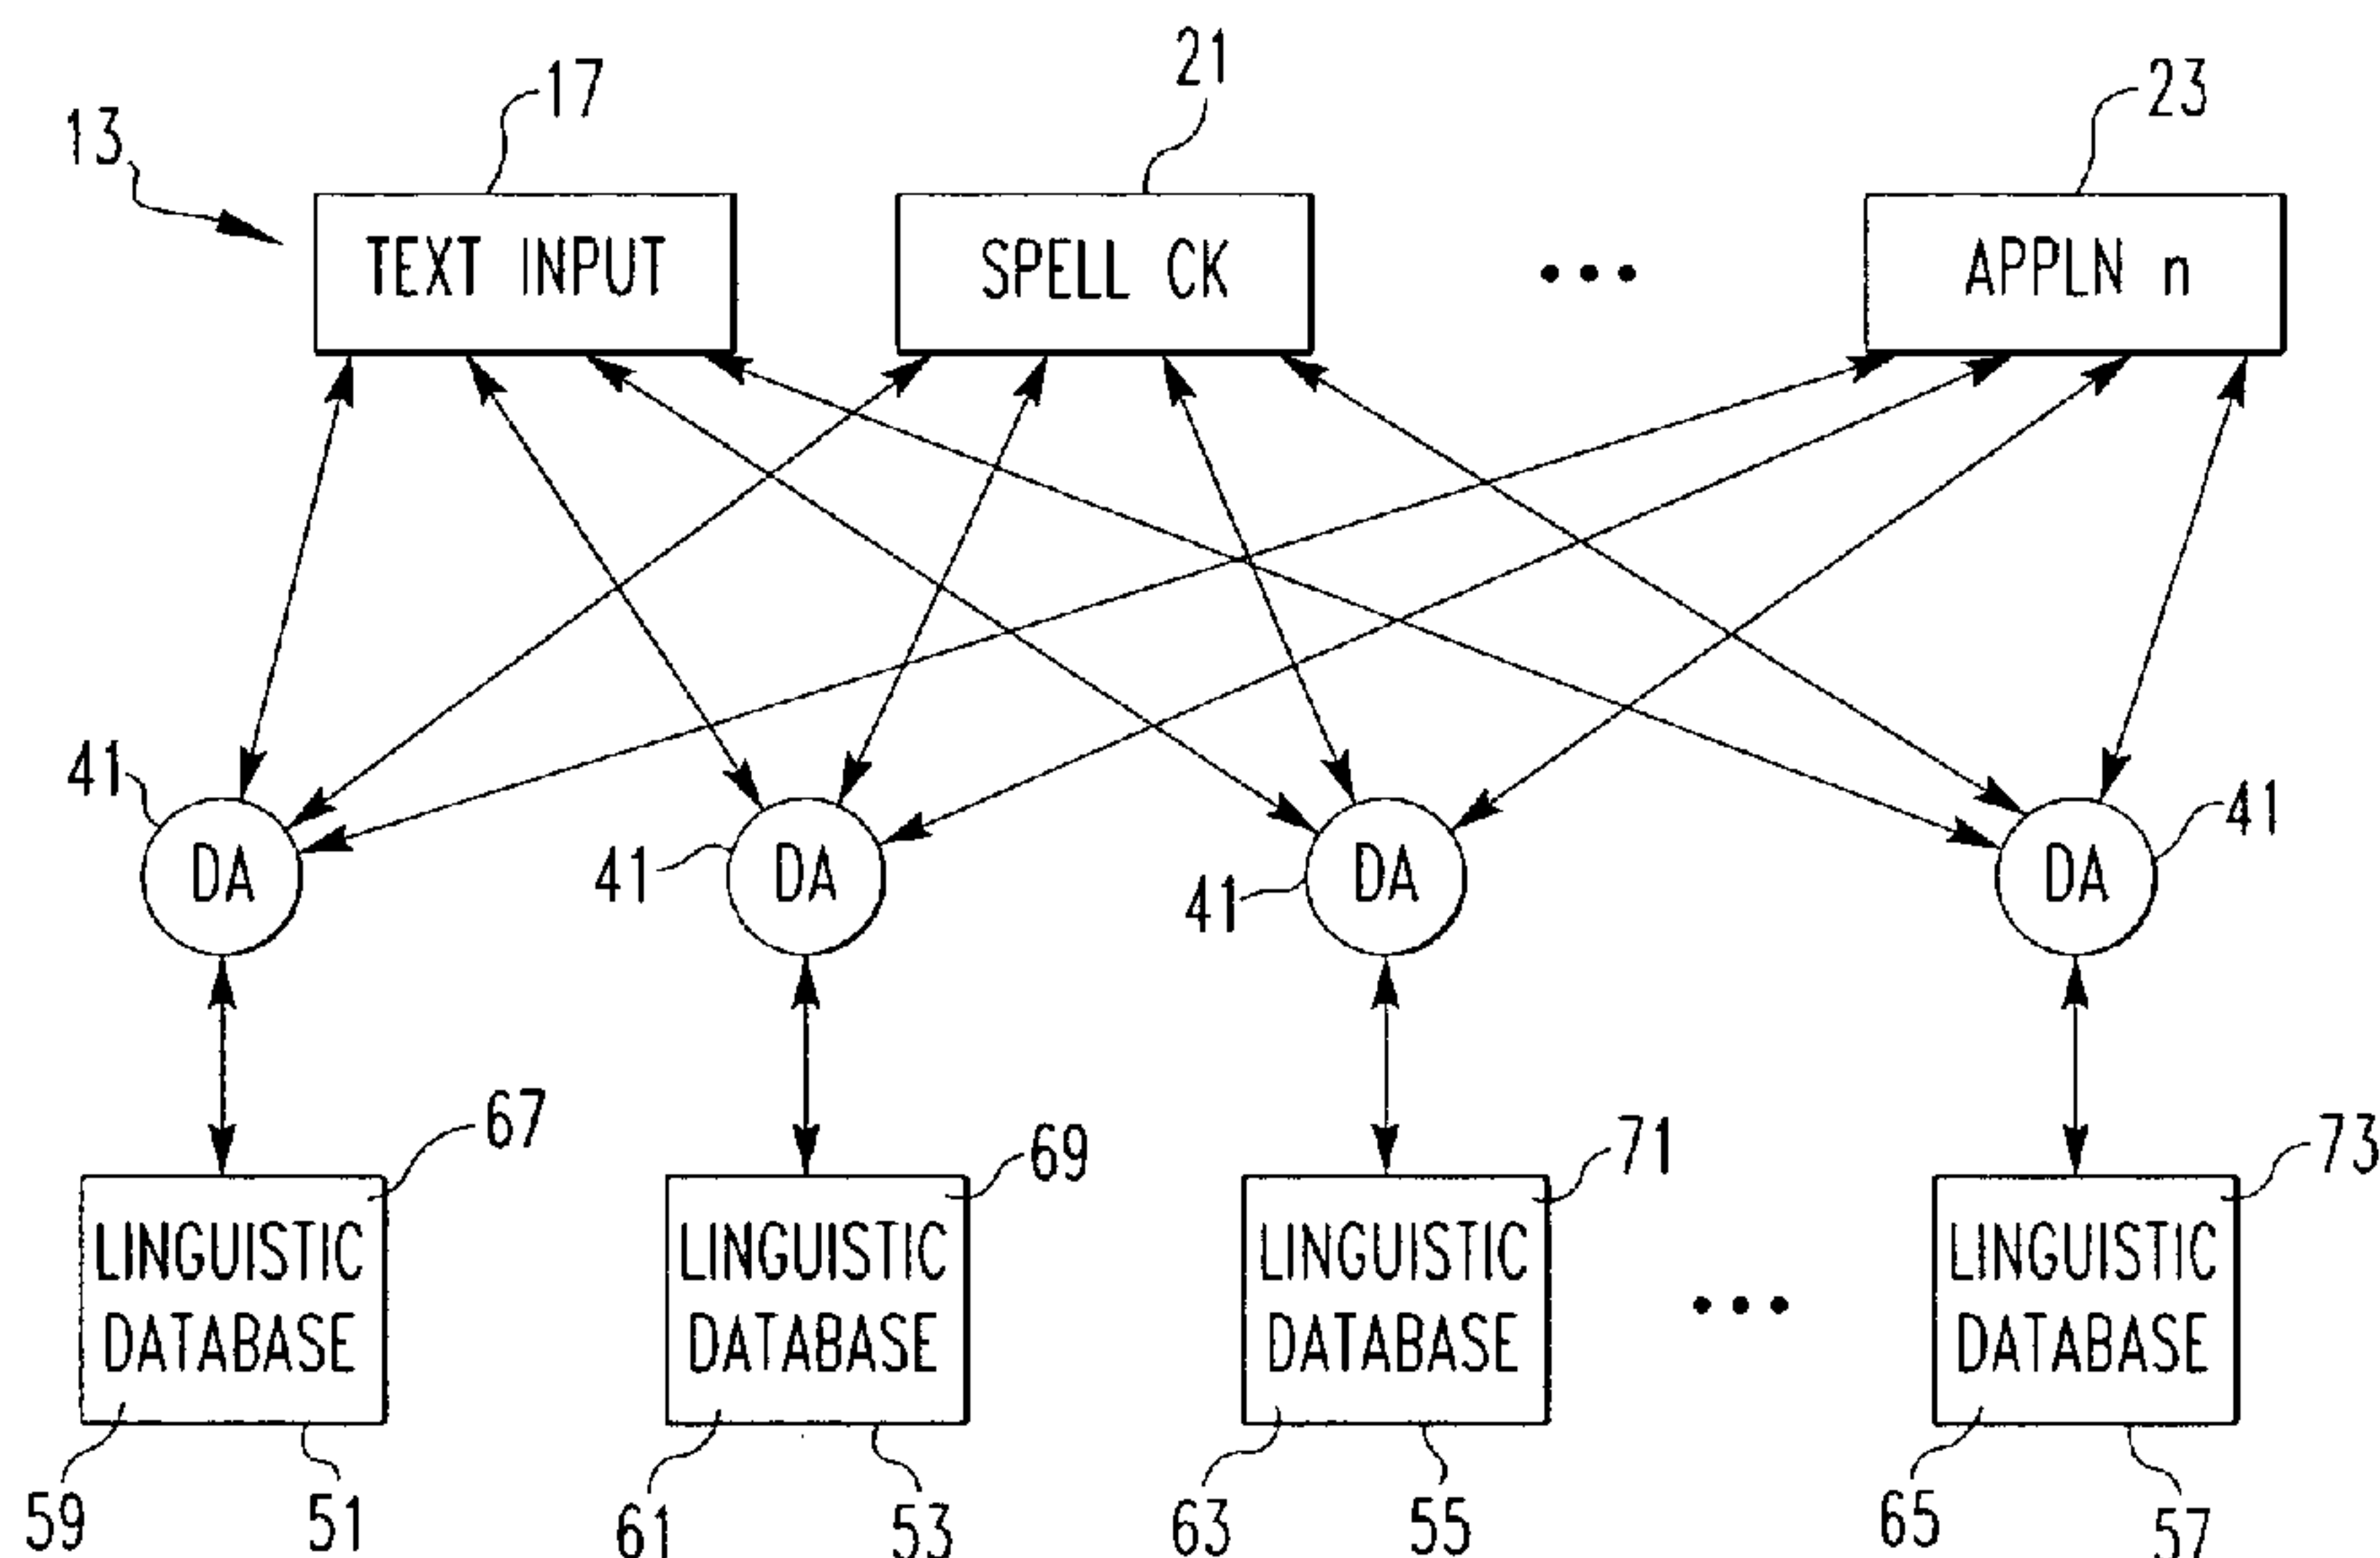 21
17
23
13
TEXT INPUT
SPELL CK
•••
APPLN n
41
41
41
41
DA
DA
DA
DA
67
69
71
73
LINGUISTIC
DATABASE
LINGUISTIC
DATABASE
LINGUISTIC
DATABASE
•••
LINGUISTIC
DATABASE
59
51
61
53
63
55
65
57